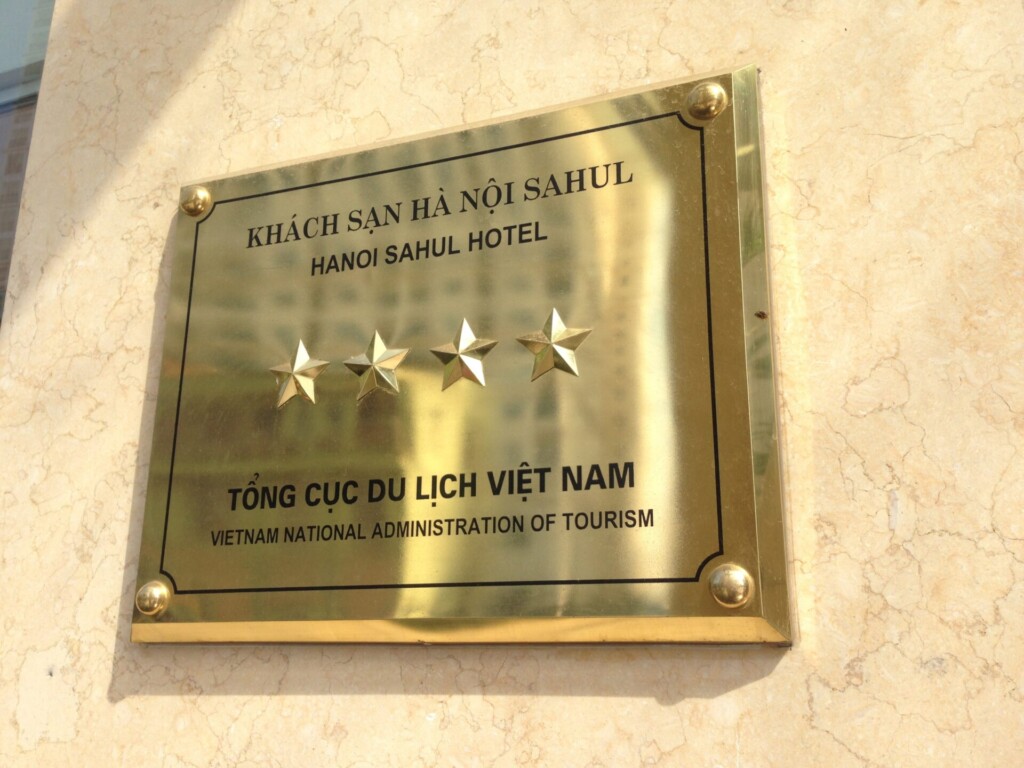 KHÁCH SẠN HÀ NỘI SAHUL
HANOI SAHUL HOTEL
TỔNG CỤC DU LỊCH VIỆT NAM
VIETNAM NATIONAL ADMINISTRATION OF TOURISM